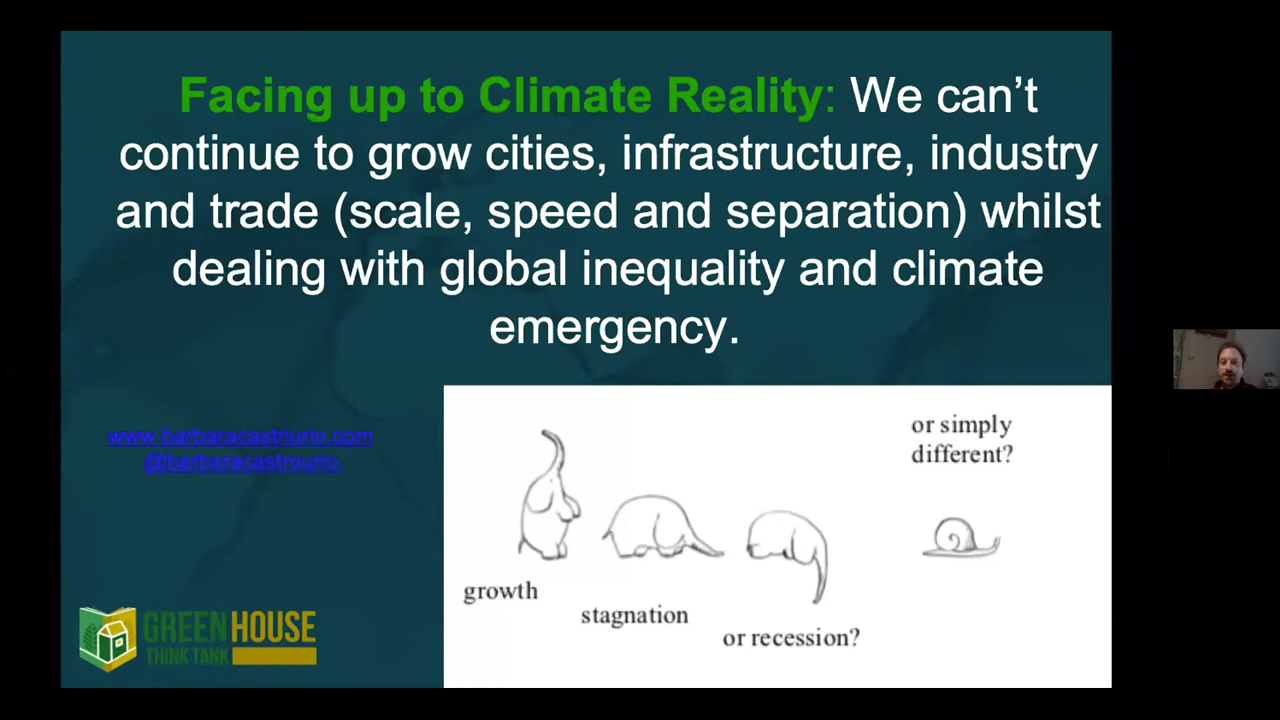 Facing up to Climate Reality: We can’t
continue to grow cities, infrastructure, industry
and trade (scale, speed and separation) whilst
dealing with global inequality and climate
emergency.
www.barbaracastriurio.com
@barbaracastrourio.
or simply
different?
growth
stagnation
or recession?
GREEN HOUSE
THINK TANK